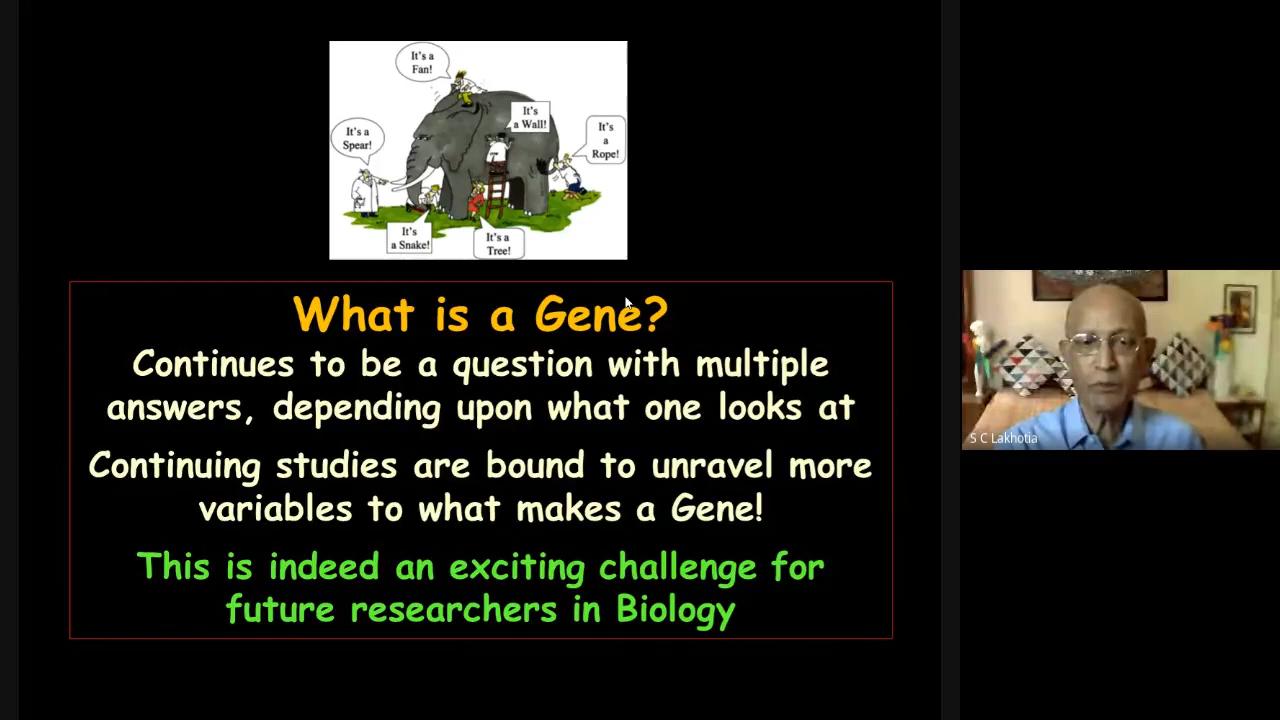 It's a
Fan!
It's
a Wall!
It's a
Spear!
It's
a
Rope!
It's
a Snake!
It's a
Tree!
What is a Gene?
Continues to be a question with multiple
answers, depending upon what one looks at
Continuing studies are bound to unravel more
variables to what makes a Gene!
This is indeed an exciting challenge for
future researchers in Biology
S C Lakhotia